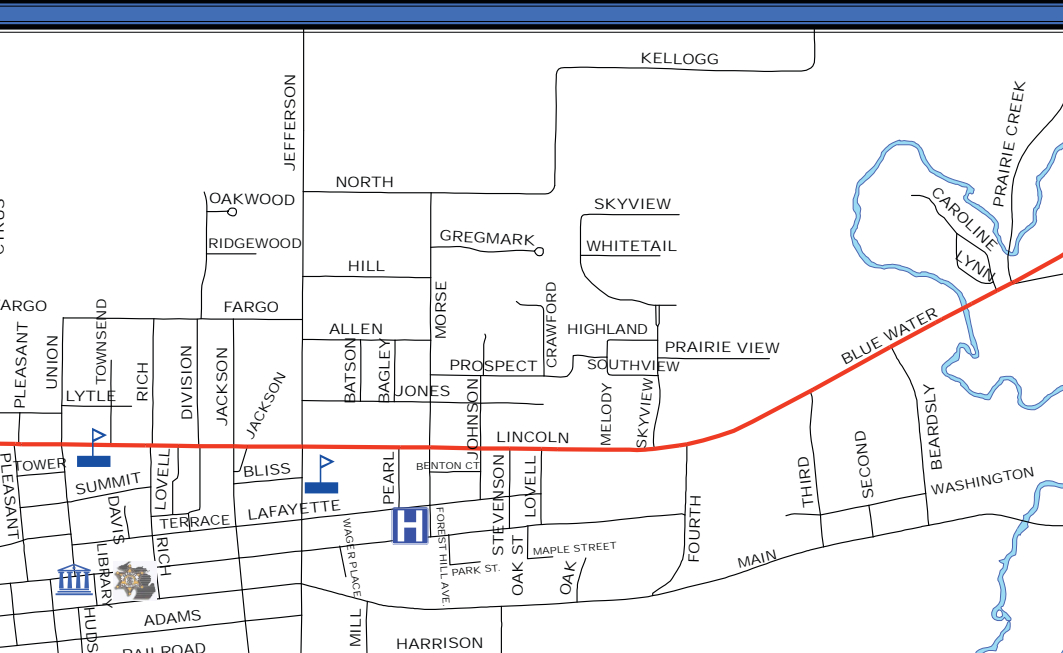 KELLOGG
JEFFERSON
PRAIRIE CREEK
NORTH
OAKWOOD
CAROLINE
SKYVIEW
RIDGEWOOD
GREGMARK
WHITETAIL
LYNN
HILL
ARGO
FARGO
TOWNSEND
MORSE
CRAWFORD
ALLEN
HIGHLAND
BLUE WATER
PLEASANT
UNION
RICH
DIVISION
JACKSON
JACKSON
BATSON
BAGLEY
PROSPECT
SOUTHVIEW
PRAIRIE VIEW
LYTLE
JONES
JOHNSON
MELODY
SKYVIEW
BEARDSLY
LINCOLN
PLEASANT
TOWER
SUMMIT
LOVELL
BLISS
PEARL
BENTON CT
STEVENSON
LOVELL
FOURTH
THIRD
SECOND
WASHINGTON
DAVIS
TERRACE
LAFAYETTE
WAGER PLACE
H
FOREST HILL AVE.
MAPLE STREET
MAIN
LIBRARY
RICH
PARK ST.
OAK ST
OAK
HUDS
ADAMS
MILL
HARRISON
RAILROAD